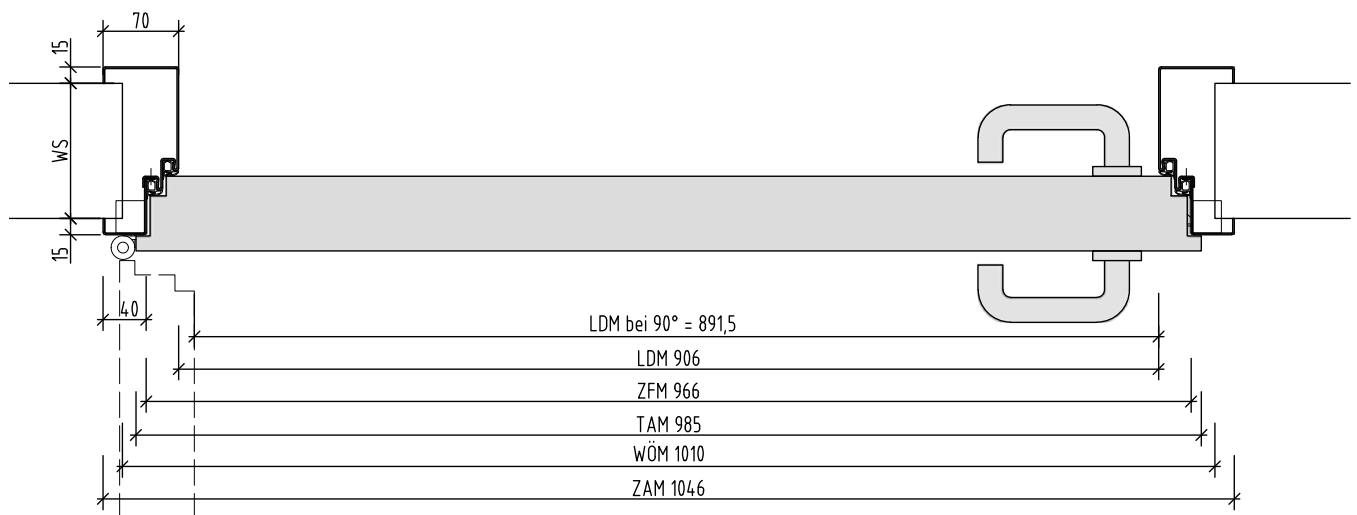 70
15
WS
15
40
LDM bei 90° = 891,5
LDM 906
ZFM 966
TAM 985
WÖM 1010
ZAM 1046